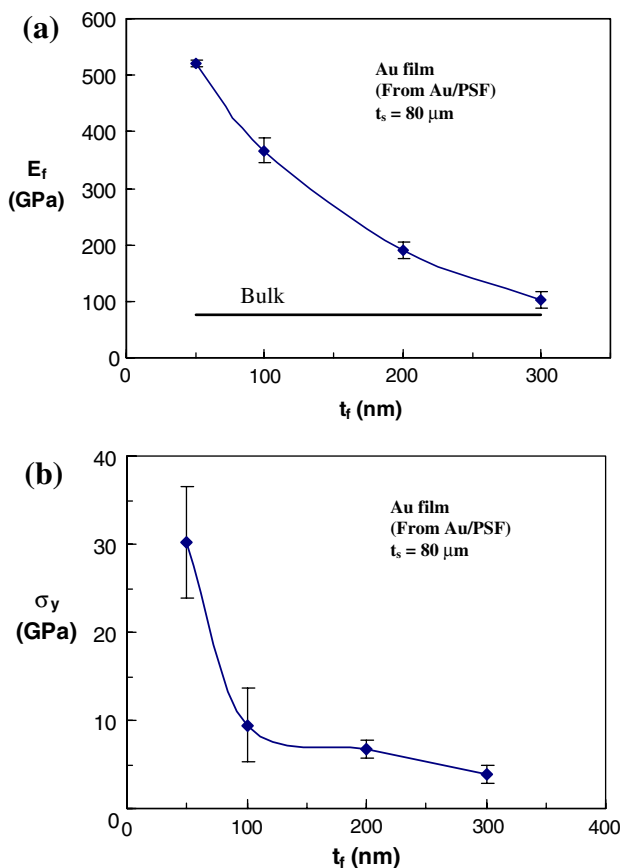 (a)
600
500
400
300
200
100
0
E_f
(GPa)
Au film
(From Au/PSF)
t_s = 80 μm
Bulk
0
100
200
300
t_f (nm)
(b)
40
30
20
10
0
σ_y
(GPa)
Au film
(From Au/PSF)
t_s = 80 μm
0
100
200
300
400
t_f (nm)